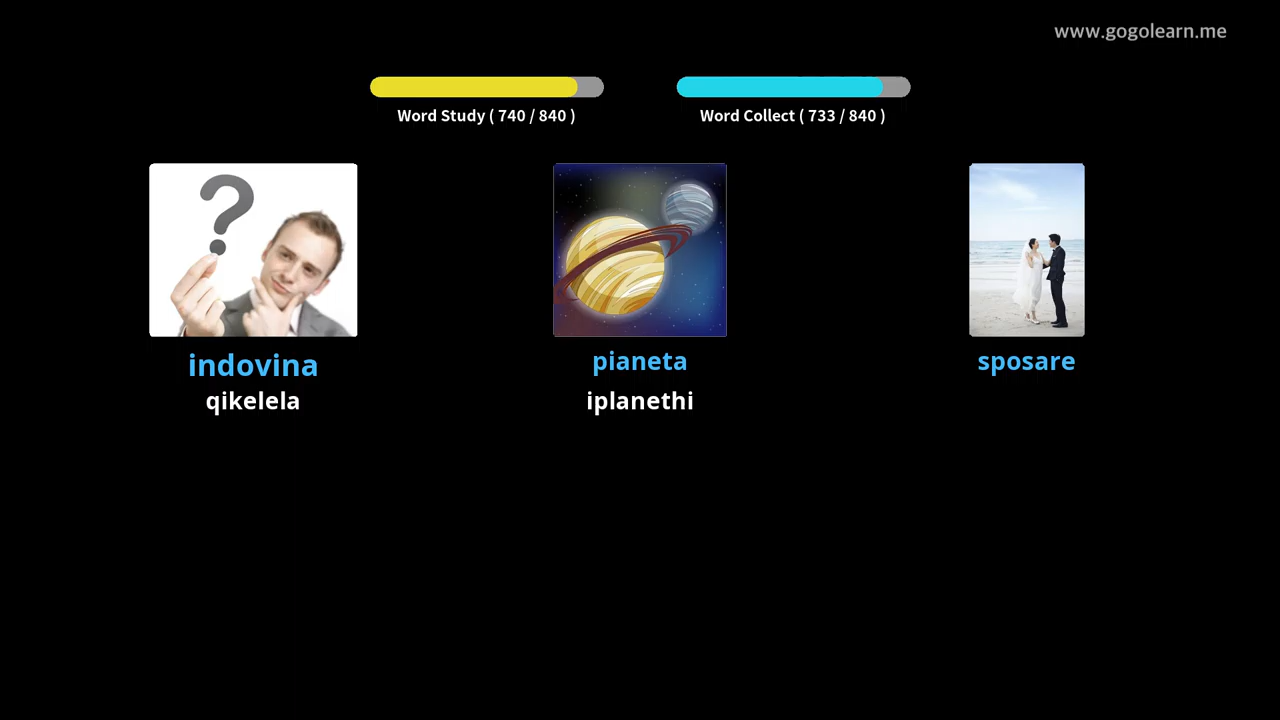 www.gogolearn.me
Word Study ( 740 / 840 )
Word Collect ( 733 / 840 )
indovina
qikelela
pianeta
iplanethi
sposare